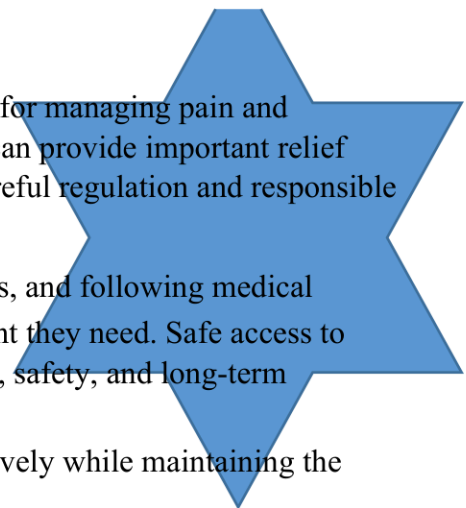 for managing pain and
an provide important relief
reful regulation and responsible
s, and following medical
nt they need. Safe access to
, safety, and long-term
vely while maintaining the